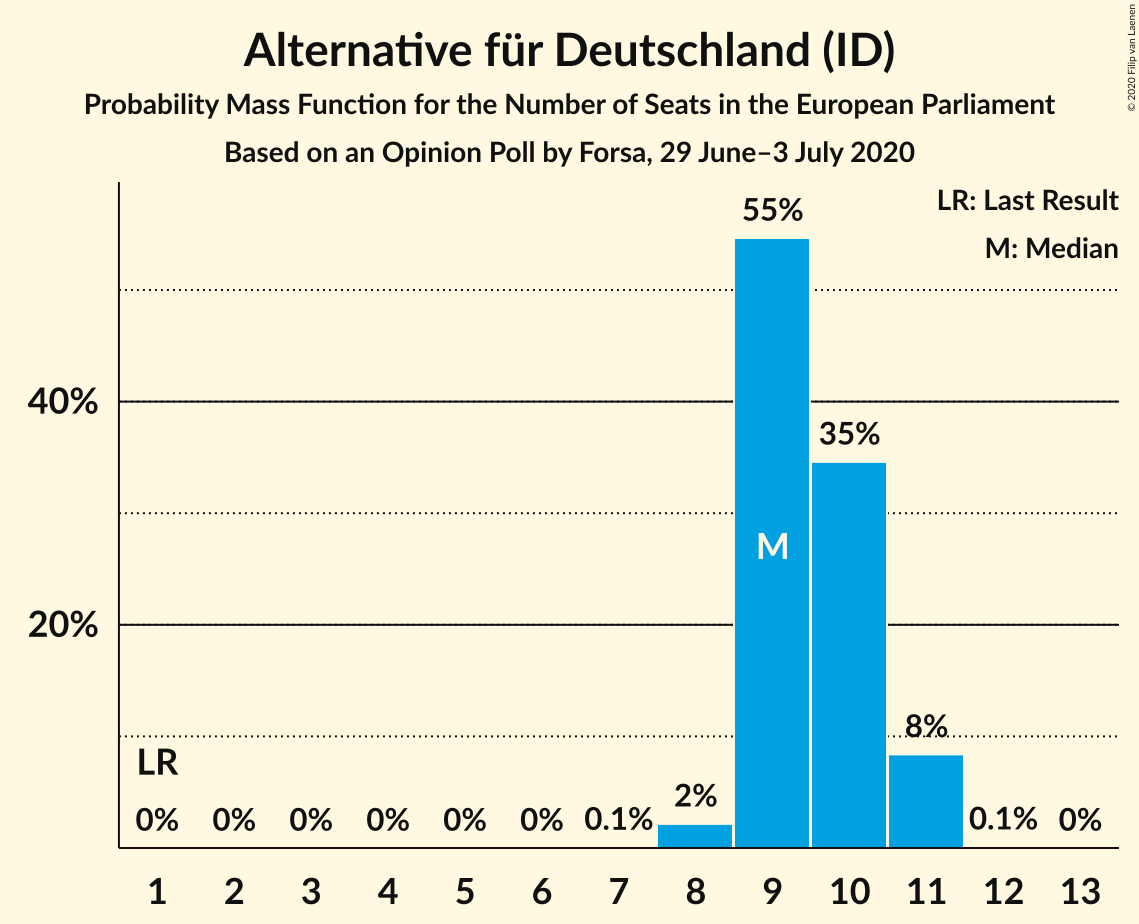 Alternative für Deutschland (ID)
Probability Mass Function for the Number of Seats in the European Parliament
Based on an Opinion Poll by Forsa, 29 June–3 July 2020
© 2020 Filip van Laenen
LR: Last Result
M: Median
55%
40%
35%
M
20%
8%
LR
2%
0% 0% 0% 0% 0% 0% 0.1% 0.1% 0%
1 2 3 4 5 6 7 8 9 10 11 12 13